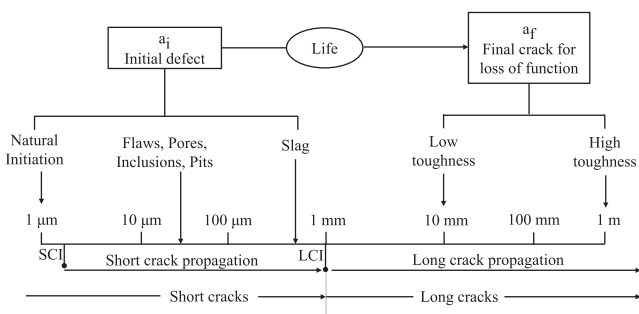 a_i
Initial defect
Life
a_f
Final crack for
loss of function
Natural
Initiation
Flaws, Pores,
Inclusions, Pits
Slag
Low
toughness
High
toughness
1 μm
10 μm
100 μm
1 mm
10 mm
100 mm
1 m
SCI
Short crack propagation
LCI
Long crack propagation
Short cracks
Long cracks